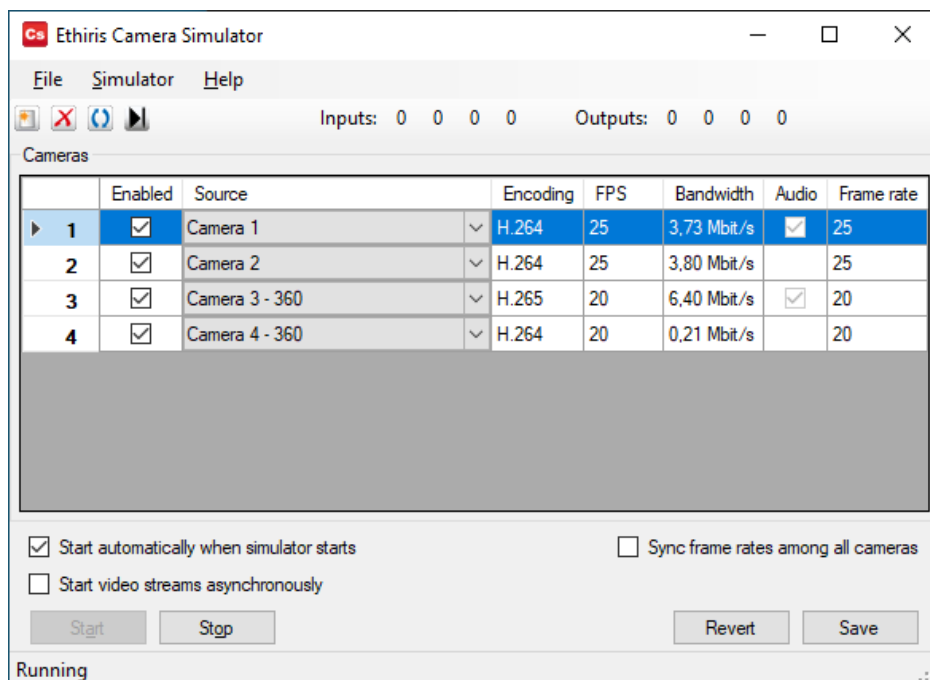 Cs Ethiris Camera Simulator
File Simulator Help
Inputs: 0 0 0 0 Outputs: 0 0 0 0
Cameras
Enabled Source Encoding FPS Bandwidth Audio Frame rate
1 Camera 1 H.264 25 3,73 Mbit/s 25
2 Camera 2 H.264 25 3,80 Mbit/s 25
3 Camera 3 - 360 H.265 20 6,40 Mbit/s 20
4 Camera 4 - 360 H.264 20 0,21 Mbit/s 20
Start automatically when simulator starts Sync frame rates among all cameras
Start video streams asynchronously
Start Stop Revert Save
Running